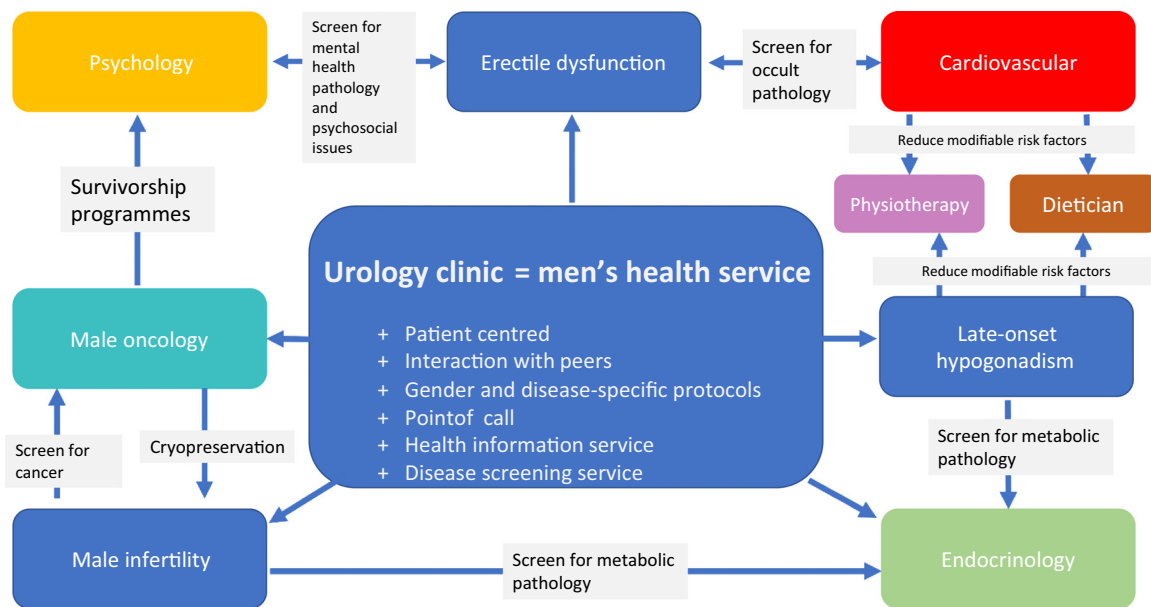 Psychology
Screen for
mental
health
pathology
and
psychosocial
issues
Erectile dysfunction
Screen for
occult
pathology
Cardiovascular
Reduce modifiable risk factors
Physiotherapy
Dietician
Reduce modifiable risk factors
Survivorship
programmes
Urology clinic = men's health service
+ Patient centred
+ Interaction with peers
+ Gender and disease-specific protocols
+ Pointof call
+ Health information service
+ Disease screening service
Male oncology
Late-onset
hypogonadism
Screen for
cancer
Cryopreservation
Screen for metabolic
pathology
Male infertility
Screen for metabolic
pathology
Endocrinology